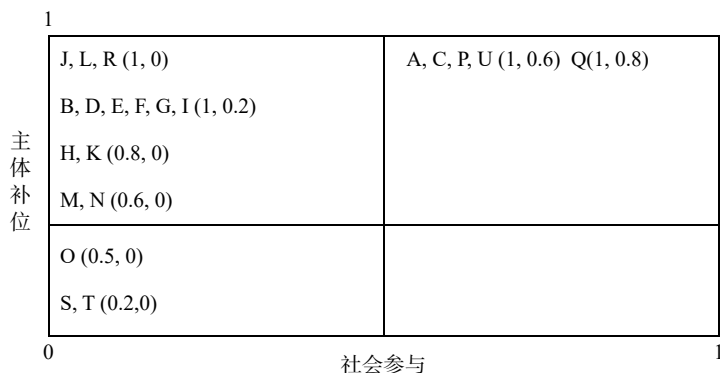 1
J, L, R (1, 0)
A, C, P, U (1, 0.6) Q(1, 0.8)
B, D, E, F, G, I (1, 0.2)
H, K (0.8, 0)
M, N (0.6, 0)
主体补位
O (0.5, 0)
S, T (0.2,0)
0
社会参与
1